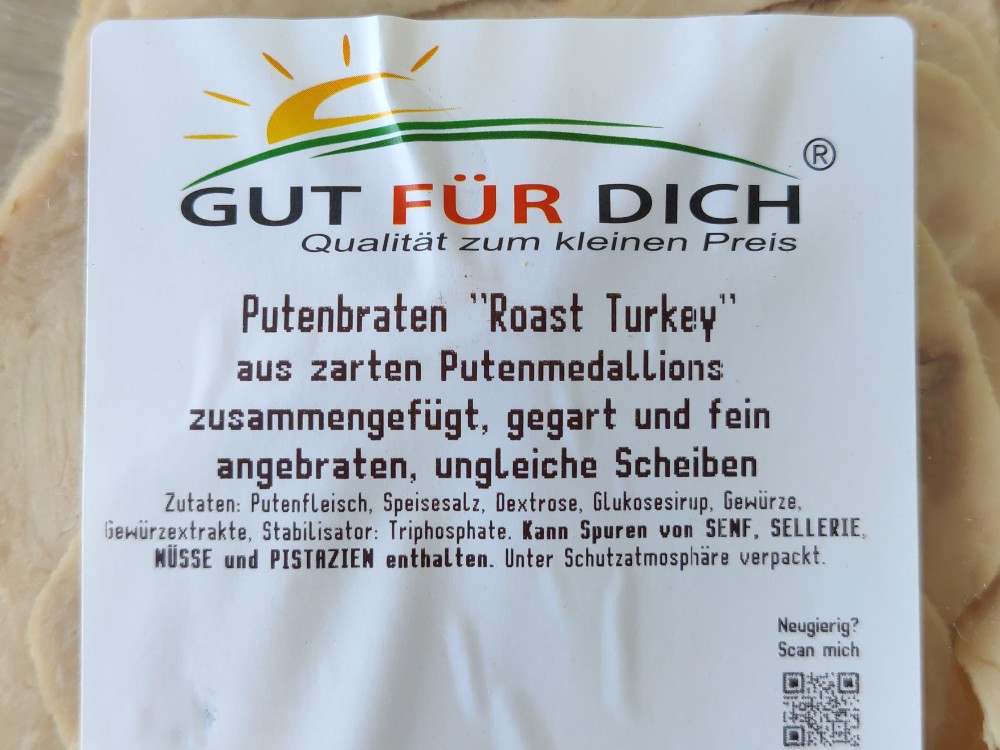 GUT FÜR DICH ®
Qualität zum kleinen Preis
Putenbraten "Roast Turkey"
aus zarten Putenmedallions
zusammengefügt, gegart und fein
angebraten, ungleiche Scheiben
Zutaten: Putenfleisch, Speisesalz, Dextrose, Glukosesirup, Gewürze,
Gewürzextrakte, Stabilisator: Triphosphate. Kann Spuren von SENF, SELLERIE,
NÜSSE und PISTAZIEN enthalten. Unter Schutzatmosphäre verpackt.
Neugierig?
Scan mich